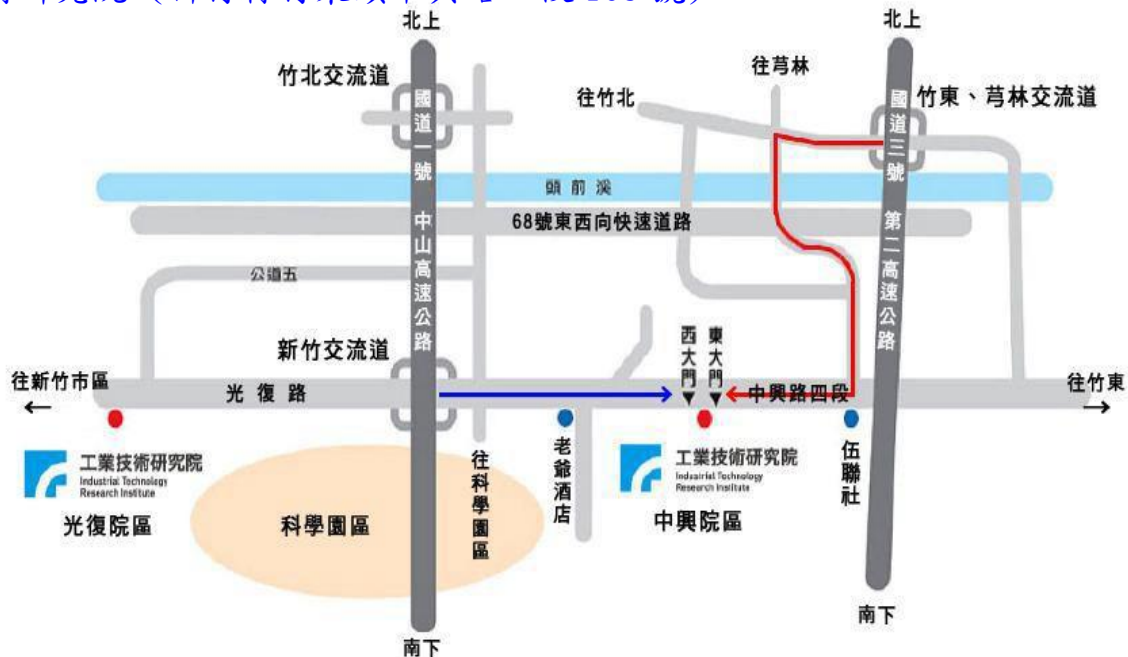 北上
北上
竹北交流道
往竹北
往芎林
竹東、芎林交流道
國道一號 中山高速公路
國道三號 第二高速公路
頭前溪
68號東西向快速道路
公道五
新竹交流道
西大門
東大門
往新竹市區
光復路
中興路四段
往竹東
工業技術研究院
Industrial Technology
Research Institute
光復院區
科學園區
往科學園區
老爺酒店
工業技術研究院
Industrial Technology
Research Institute
中興院區
伍聯社
南下
南下